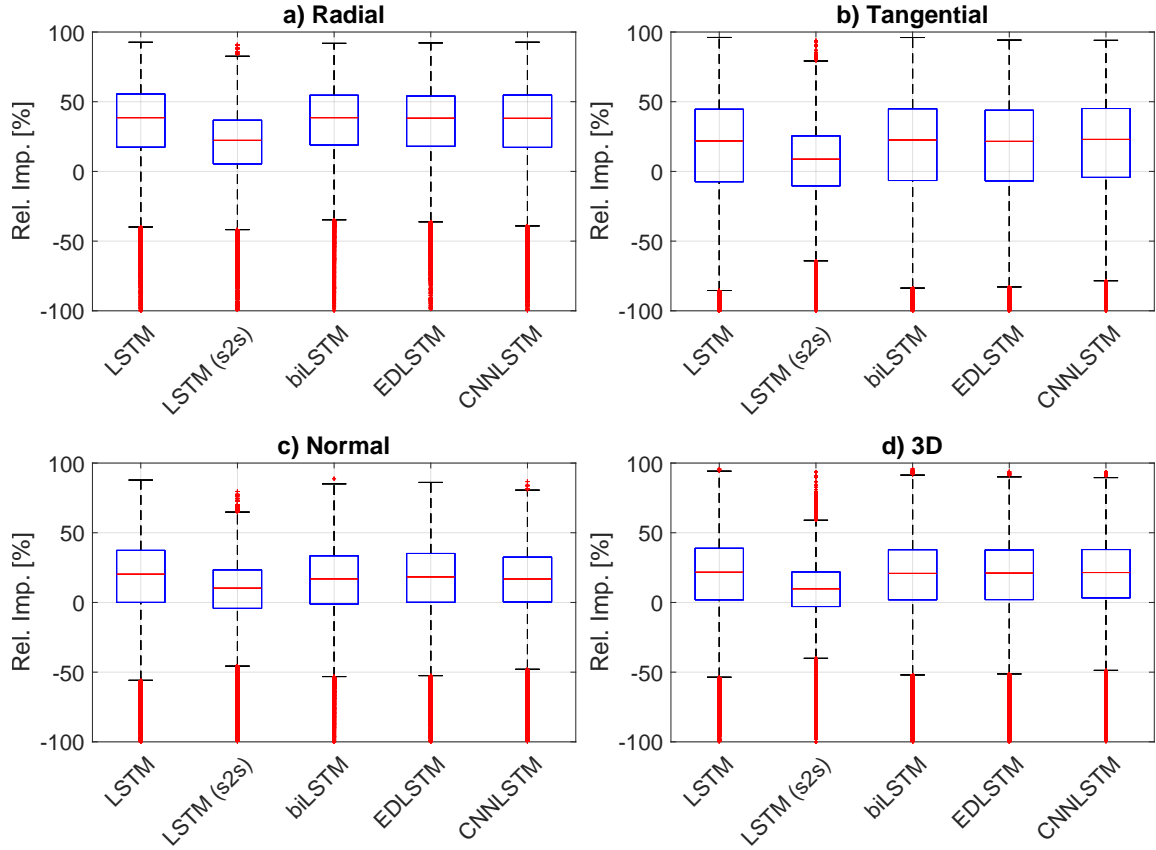 a) Radial
Rel. Imp. [%]
100
50
0
-50
-100
LSTM
LSTM (s2s)
biLSTM
EDLSTM
CNNLSTM
b) Tangential
Rel. Imp. [%]
100
50
0
-50
-100
LSTM
LSTM (s2s)
biLSTM
EDLSTM
CNNLSTM
c) Normal
Rel. Imp. [%]
100
50
0
-50
-100
LSTM
LSTM (s2s)
biLSTM
EDLSTM
CNNLSTM
d) 3D
Rel. Imp. [%]
100
50
0
-50
-100
LSTM
LSTM (s2s)
biLSTM
EDLSTM
CNNLSTM